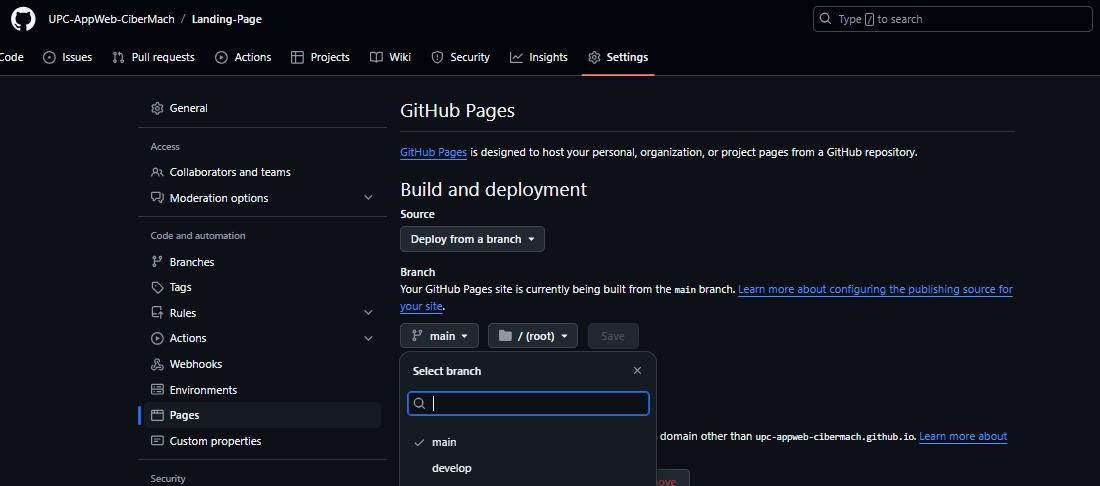 UPC-AppWeb-CiberMach / Landing-Page
Type / to search
Code Issues Pull requests Actions Projects Wiki Security Insights Settings
General
Access
Collaborators and teams
Moderation options
Code and automation
Branches
Tags
Rules
Actions
Webhooks
Environments
Pages
Custom properties
Security
GitHub Pages
GitHub Pages is designed to host your personal, organization, or project pages from a GitHub repository.
Build and deployment
Source
Deploy from a branch
Branch
Your GitHub Pages site is currently being built from the main branch. Learn more about configuring the publishing source for
your site.
main / (root) Save
Select branch
main
develop
domain other than upc-appweb-cibermach.github.io. Learn more about